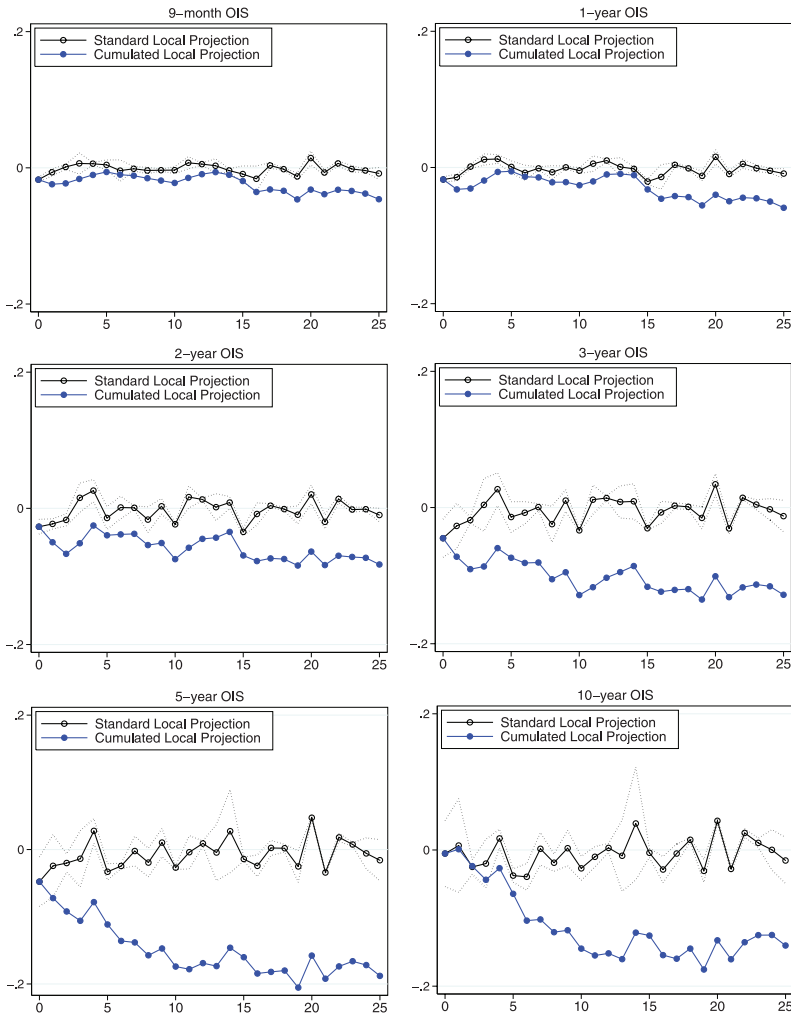 9−month OIS
.2
0
−.2
Standard Local Projection
Cumulated Local Projection
0 5 10 15 20 25
1−year OIS
.2
0
−.2
Standard Local Projection
Cumulated Local Projection
0 5 10 15 20 25
2−year OIS
.2
0
−.2
Standard Local Projection
Cumulated Local Projection
0 5 10 15 20 25
3−year OIS
.2
0
−.2
Standard Local Projection
Cumulated Local Projection
0 5 10 15 20 25
5−year OIS
.2
0
−.2
Standard Local Projection
Cumulated Local Projection
0 5 10 15 20 25
10−year OIS
.2
0
−.2
Standard Local Projection
Cumulated Local Projection
0 5 10 15 20 25